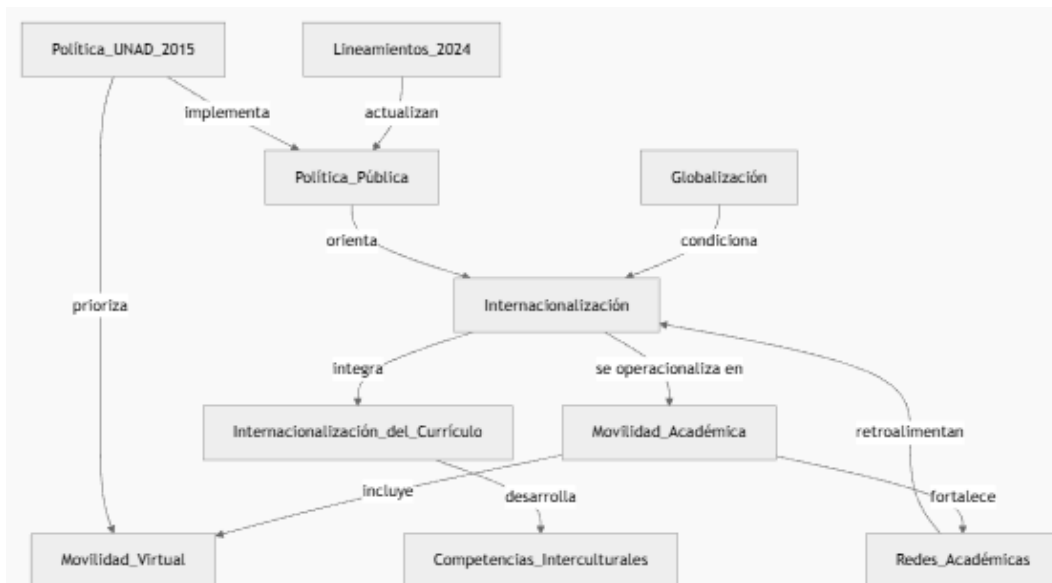 Política_UNAD_2015
Lineamientos_2024
implementa
actualizan
Política_Pública
Globalización
orienta
condiciona
prioriza
Internacionalización
integra
se operacionaliza en
Internacionalización_del_Currículo
Movilidad_Académica
retroalimentan
incluye
desarrolla
fortalece
Movilidad_Virtual
Competencias_Interculturales
Redes_Académicas